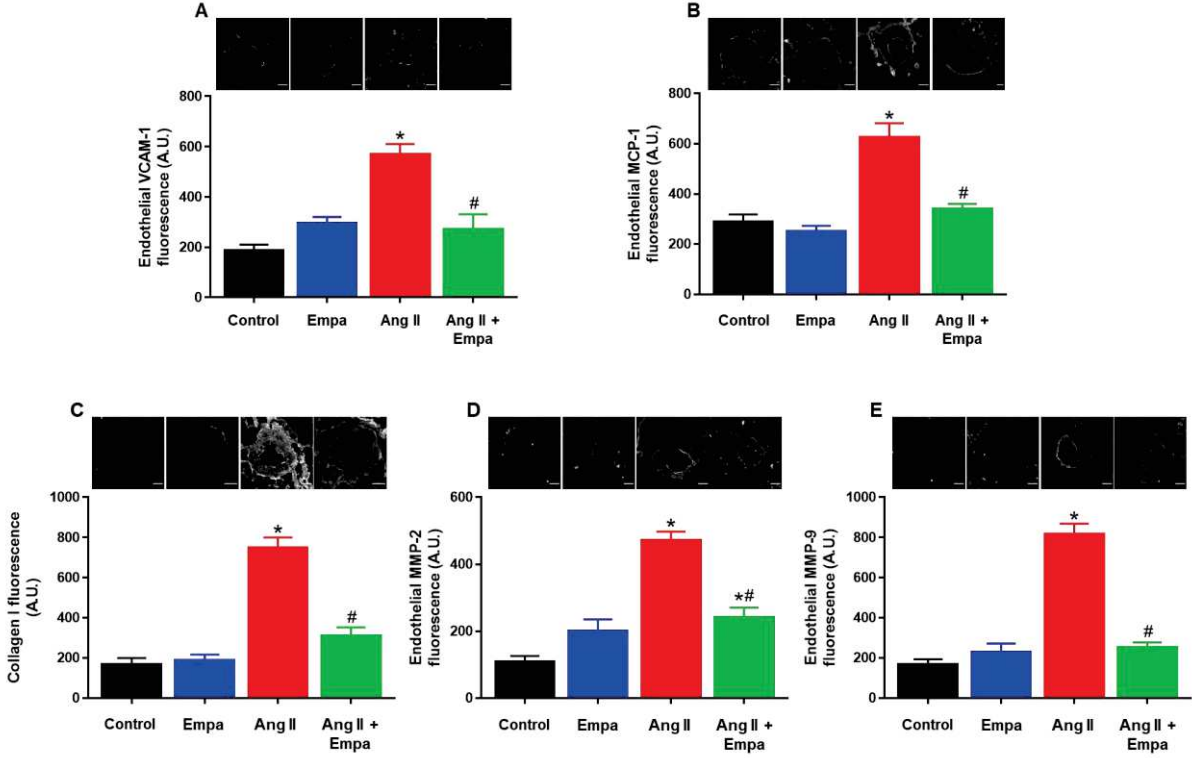 A
Endothelial VCAM-1
fluorescence (A.U.)
800
600
400
200
0
*
#
Control
Empa
Ang II
Ang II +
Empa
B
Endothelial MCP-1
fluorescence (A.U.)
800
600
400
200
0
*
#
Control
Empa
Ang II
Ang II +
Empa
C
Collagen I fluorescence
(A.U.)
1000
800
600
400
200
0
*
#
Control
Empa
Ang II
Ang II +
Empa
D
Endothelial MMP-2
fluorescence (A.U.)
600
400
200
0
*
*#
Control
Empa
Ang II
Ang II +
Empa
E
Endothelial MMP-9
fluorescence (A.U.)
1000
800
600
400
200
0
*
#
Control
Empa
Ang II
Ang II +
Empa